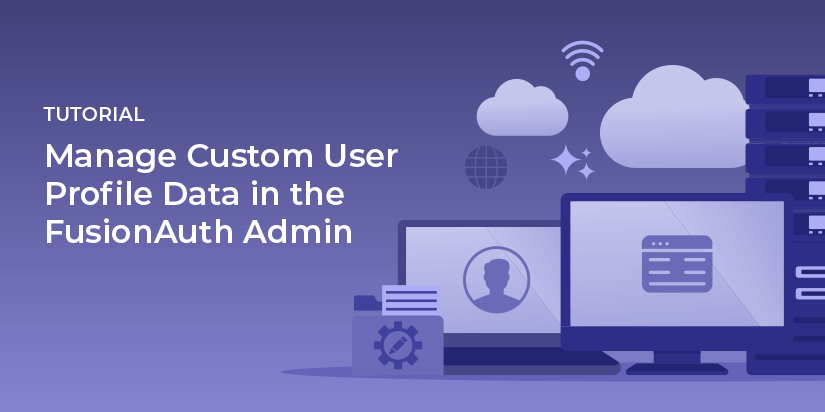 TUTORIAL
Manage Custom User
Profile Data in the
FusionAuth Admin